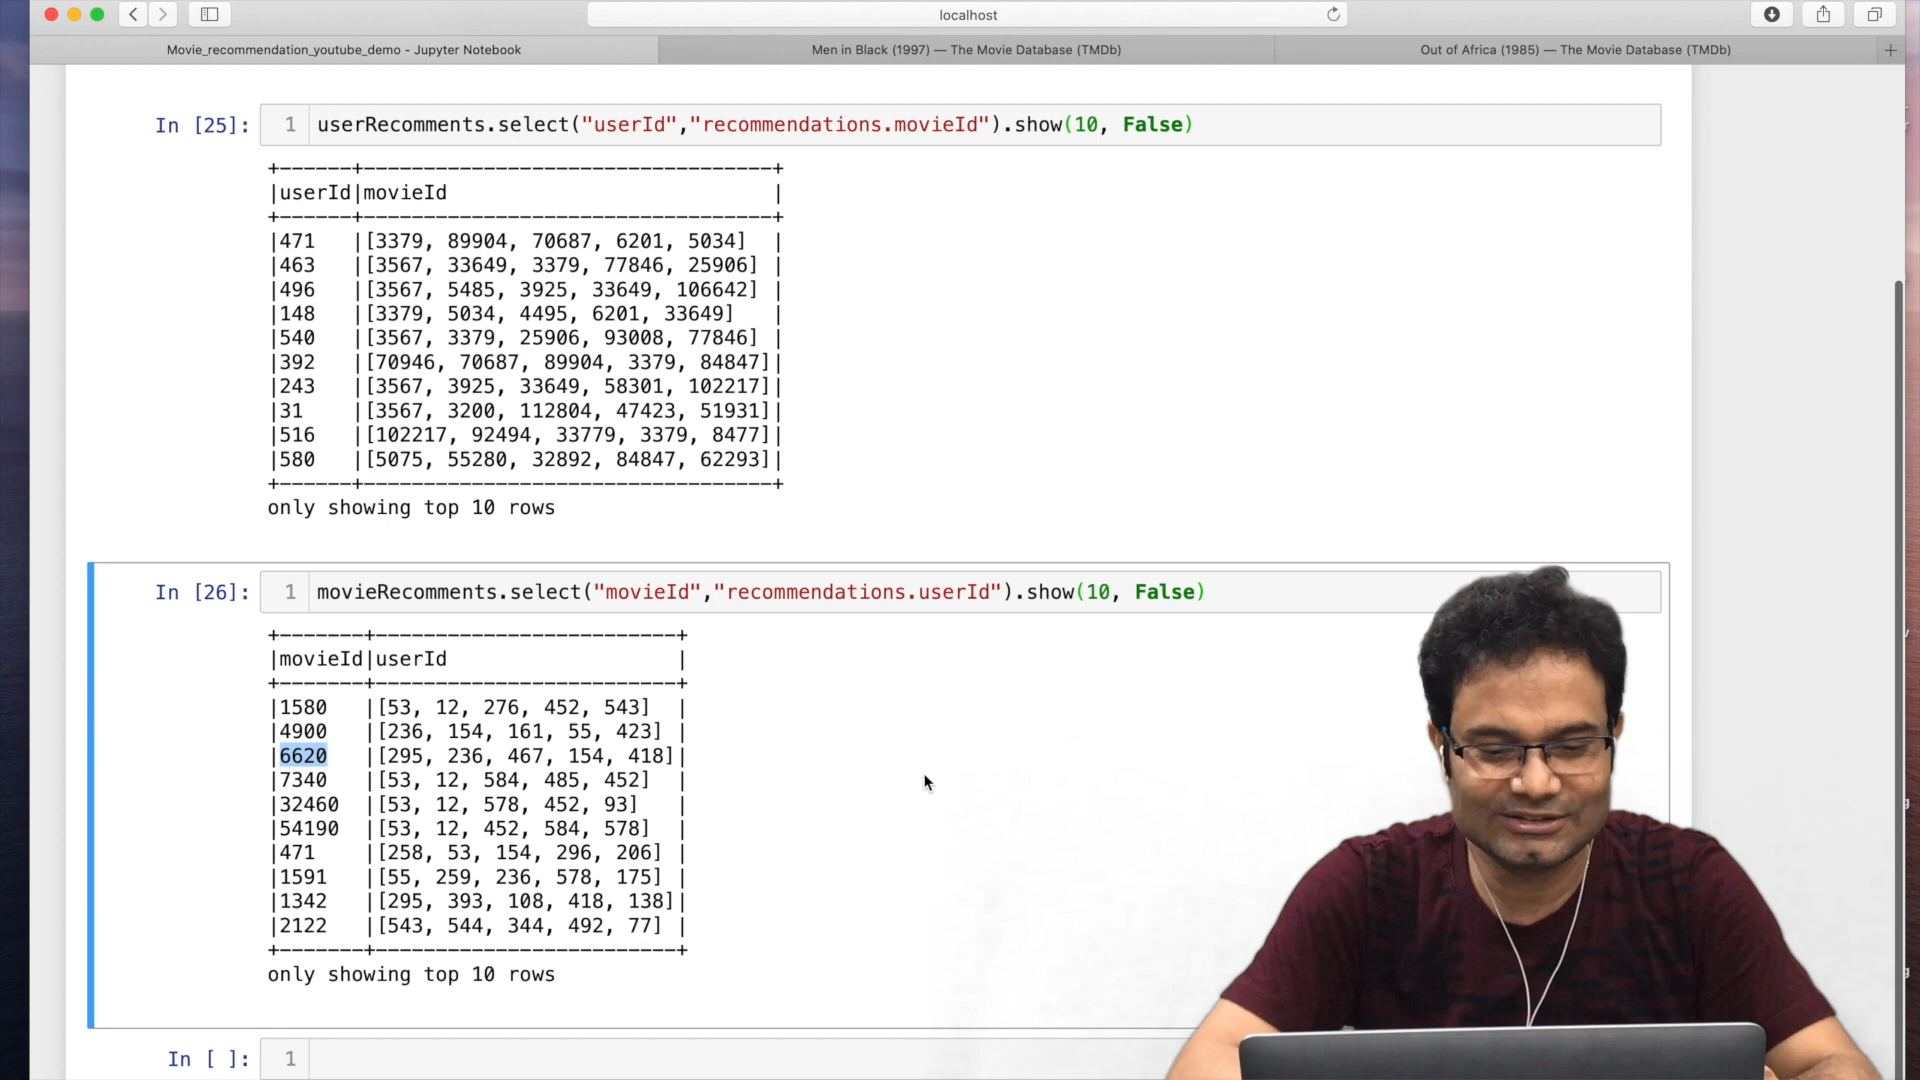 localhost
Movie_recommendation_youtube_demo - Jupyter Notebook
Men in Black (1997) — The Movie Database (TMDb)
Out of Africa (1985) — The Movie Database (TMDb)
In [25]: 1 userRecomments.select("userId","recommendations.movieId").show(10, False)
+------+----------------------------------+
|userId|movieId                           |
+------+----------------------------------+
|471   |[3379, 89904, 70687, 6201, 5034]  |
|463   |[3567, 33649, 3379, 77846, 25906] |
|496   |[3567, 5485, 3925, 33649, 106642] |
|148   |[3379, 5034, 4495, 6201, 33649]   |
|540   |[3567, 3379, 25906, 93008, 77846] |
|392   |[70946, 70687, 89904, 3379, 84847]|
|243   |[3567, 3925, 33649, 58301, 102217]|
|31    |[3567, 3200, 112804, 47423, 51931]|
|516   |[102217, 92494, 33779, 3379, 8477]|
|580   |[5075, 55280, 32892, 84847, 62293]|
+------+----------------------------------+
only showing top 10 rows
In [26]: 1 movieRecomments.select("movieId","recommendations.userId").show(10, False)
+-------+-------------------------+
|movieId|userId                   |
+-------+-------------------------+
|1580   |[53, 12, 276, 452, 543]  |
|4900   |[236, 154, 161, 55, 423] |
|6620   |[295, 236, 467, 154, 418]|
|7340   |[53, 12, 584, 485, 452]  |
|32460  |[53, 12, 578, 452, 93]   |
|54190  |[53, 12, 452, 584, 578]  |
|471    |[258, 53, 154, 296, 206] |
|1591   |[55, 259, 236, 578, 175] |
|1342   |[295, 393, 108, 418, 138]|
|2122   |[543, 544, 344, 492, 77] |
+-------+-------------------------+
only showing top 10 rows
In [ ]: 1